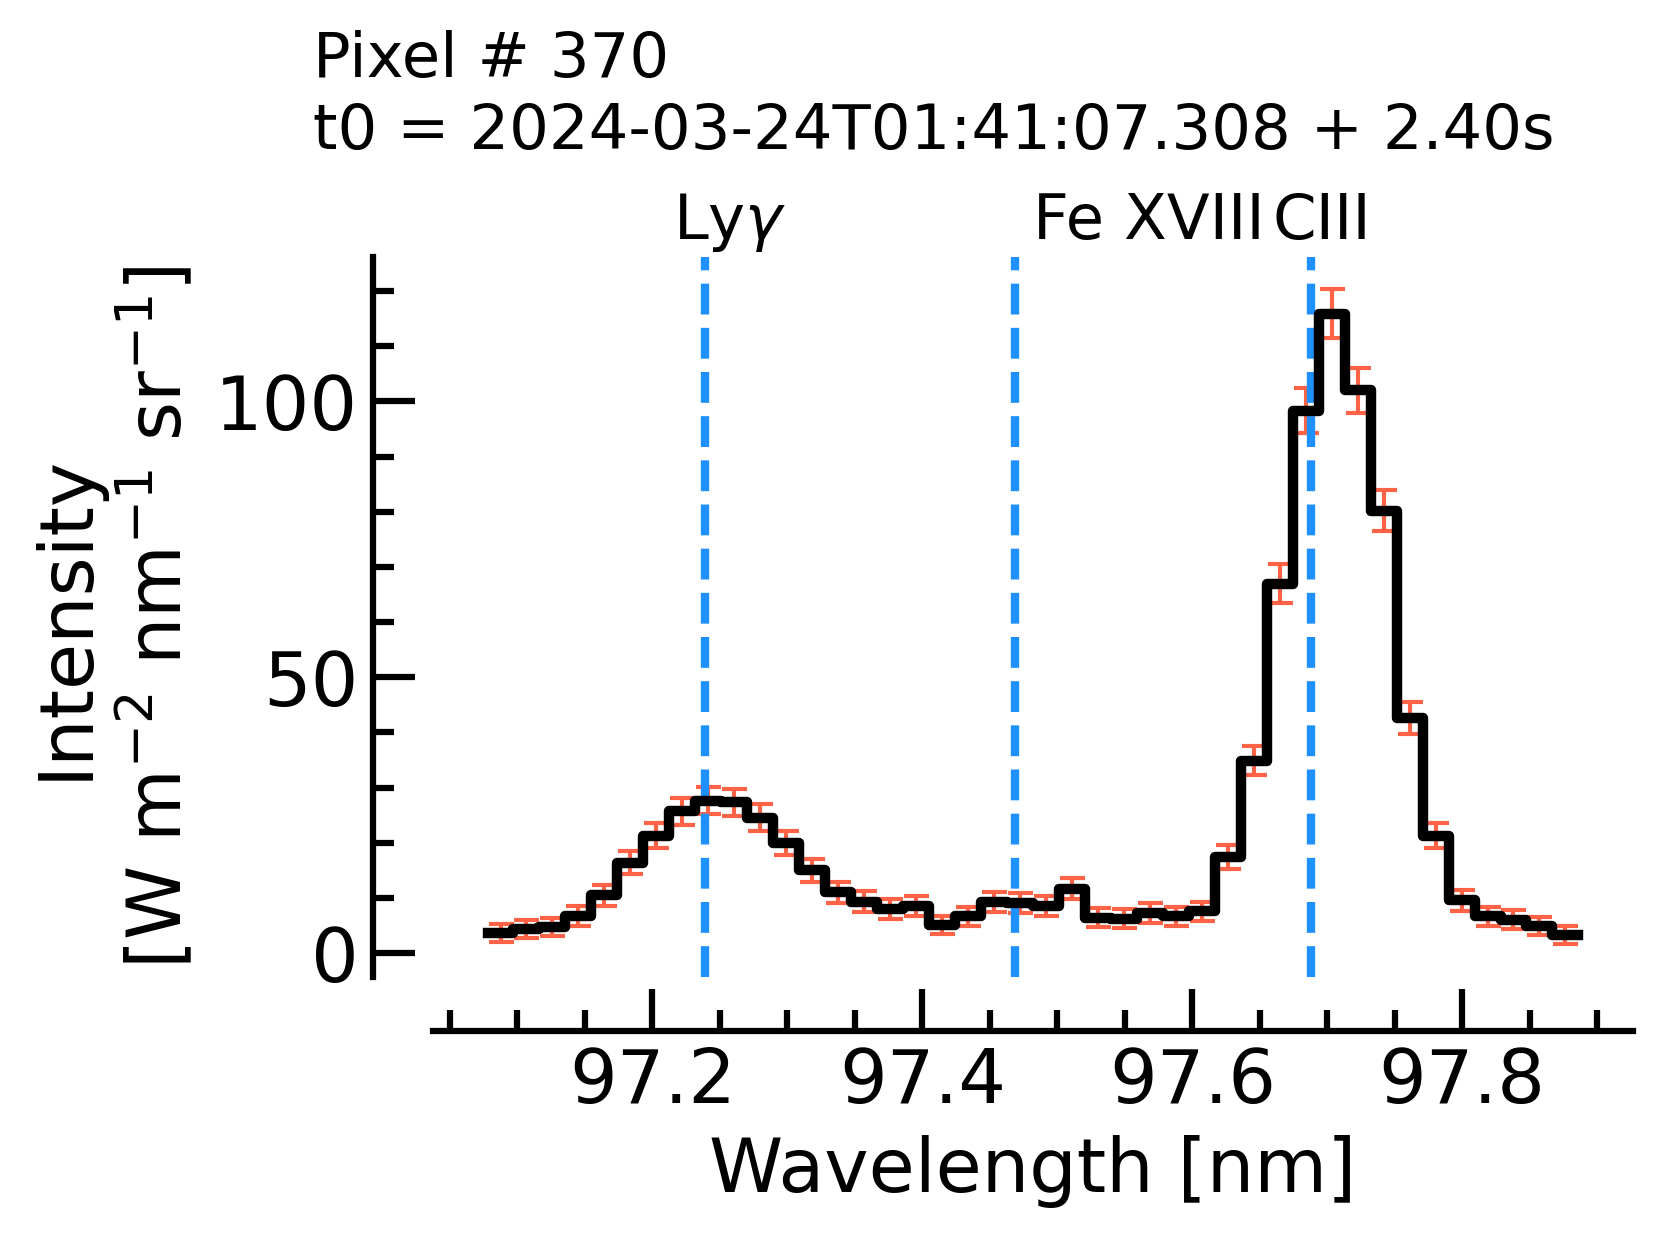 Pixel # 370
t0 = 2024-03-24T01:41:07.308 + 2.40s
Lyγ Fe XVIII CIII
Intensity
[W m⁻² nm⁻¹ sr⁻¹]
100
50
0
97.2 97.4 97.6 97.8
Wavelength [nm]